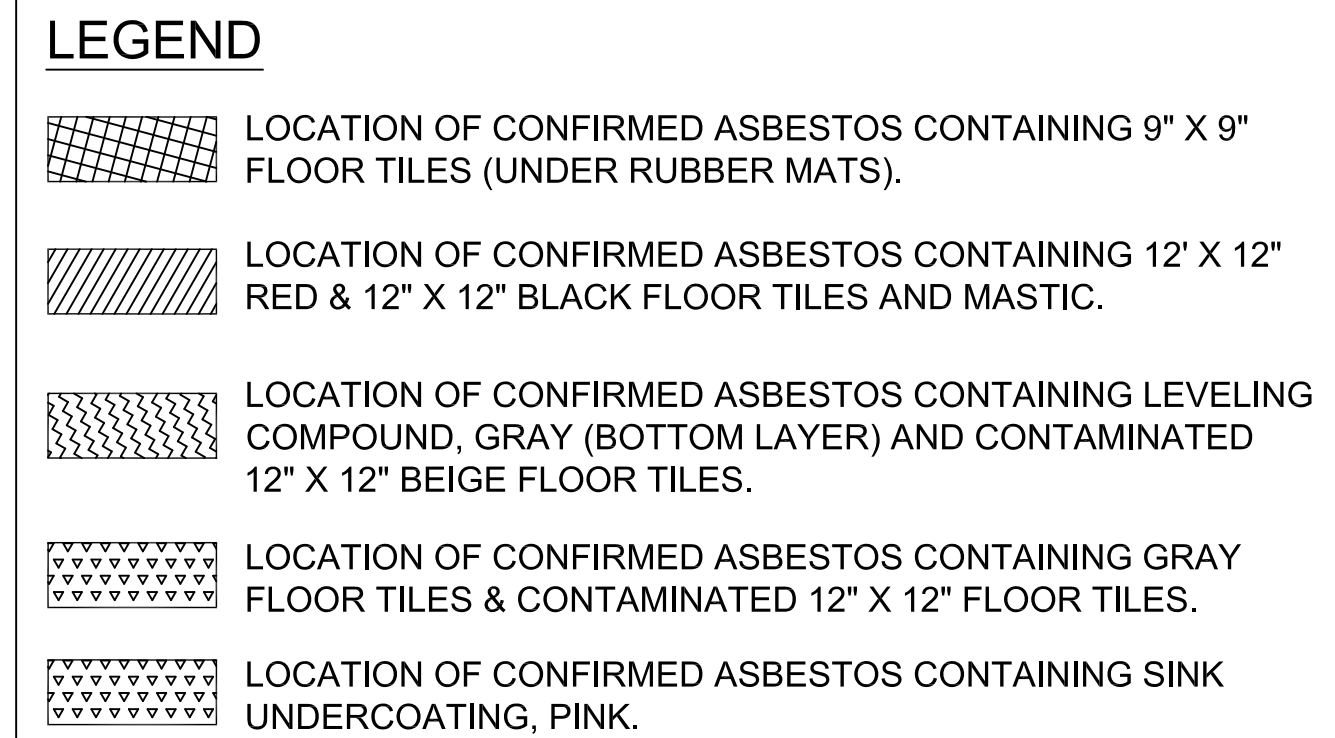 LEGEND
LOCATION OF CONFIRMED ASBESTOS CONTAINING 9" X 9"
FLOOR TILES (UNDER RUBBER MATS).
LOCATION OF CONFIRMED ASBESTOS CONTAINING 12' X 12"
RED & 12" X 12" BLACK FLOOR TILES AND MASTIC.
LOCATION OF CONFIRMED ASBESTOS CONTAINING LEVELING
COMPOUND, GRAY (BOTTOM LAYER) AND CONTAMINATED
12" X 12" BEIGE FLOOR TILES.
LOCATION OF CONFIRMED ASBESTOS CONTAINING GRAY
FLOOR TILES & CONTAMINATED 12" X 12" FLOOR TILES.
LOCATION OF CONFIRMED ASBESTOS CONTAINING SINK
UNDERCOATING, PINK.